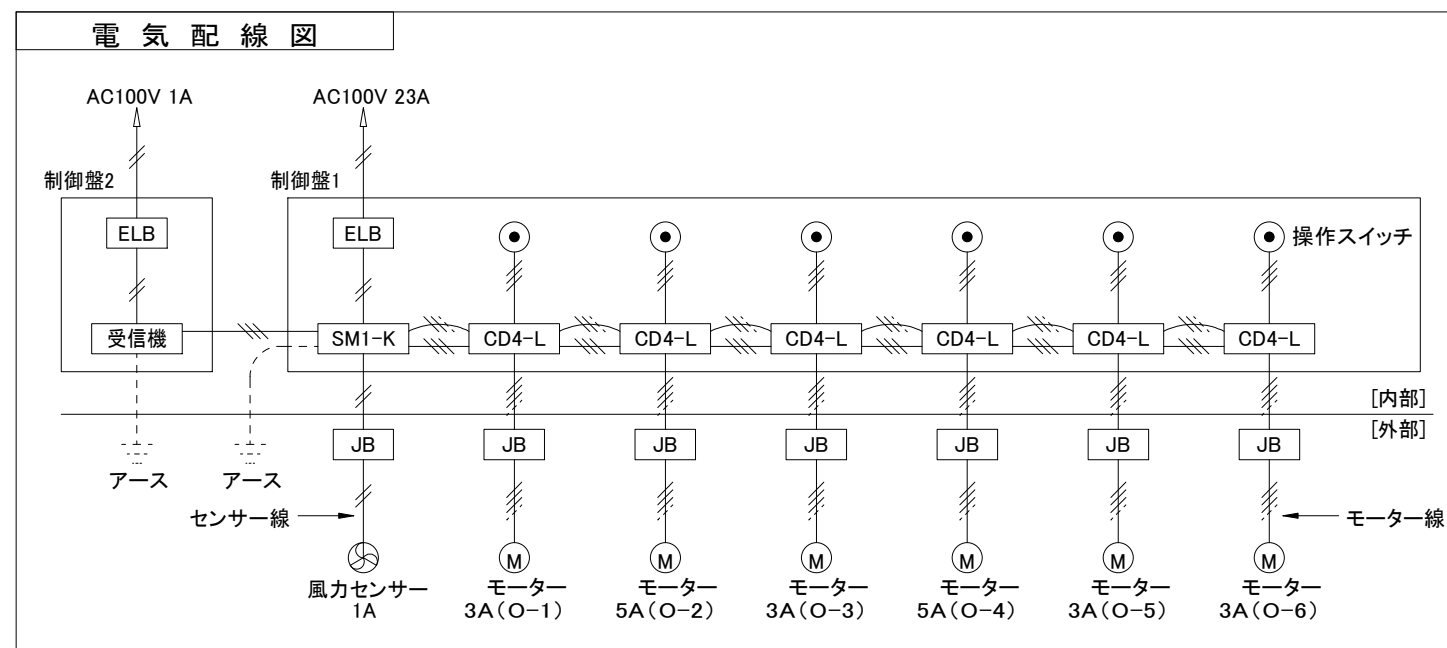 電気配線図
AC100V 1A
AC100V 23A
制御盤2
制御盤1
ELB
ELB
操作スイッチ
受信機
SM1-K
CD4-L
CD4-L
CD4-L
CD4-L
CD4-L
CD4-L
[内部]
[外部]
JB
JB
JB
JB
JB
JB
JB
アース
アース
センサー線
モーター線
M
M
M
M
M
M
風力センサー
1A
モーター
3A(O-1)
モーター
5A(O-2)
モーター
3A(O-3)
モーター
5A(O-4)
モーター
3A(O-5)
モーター
3A(O-6)